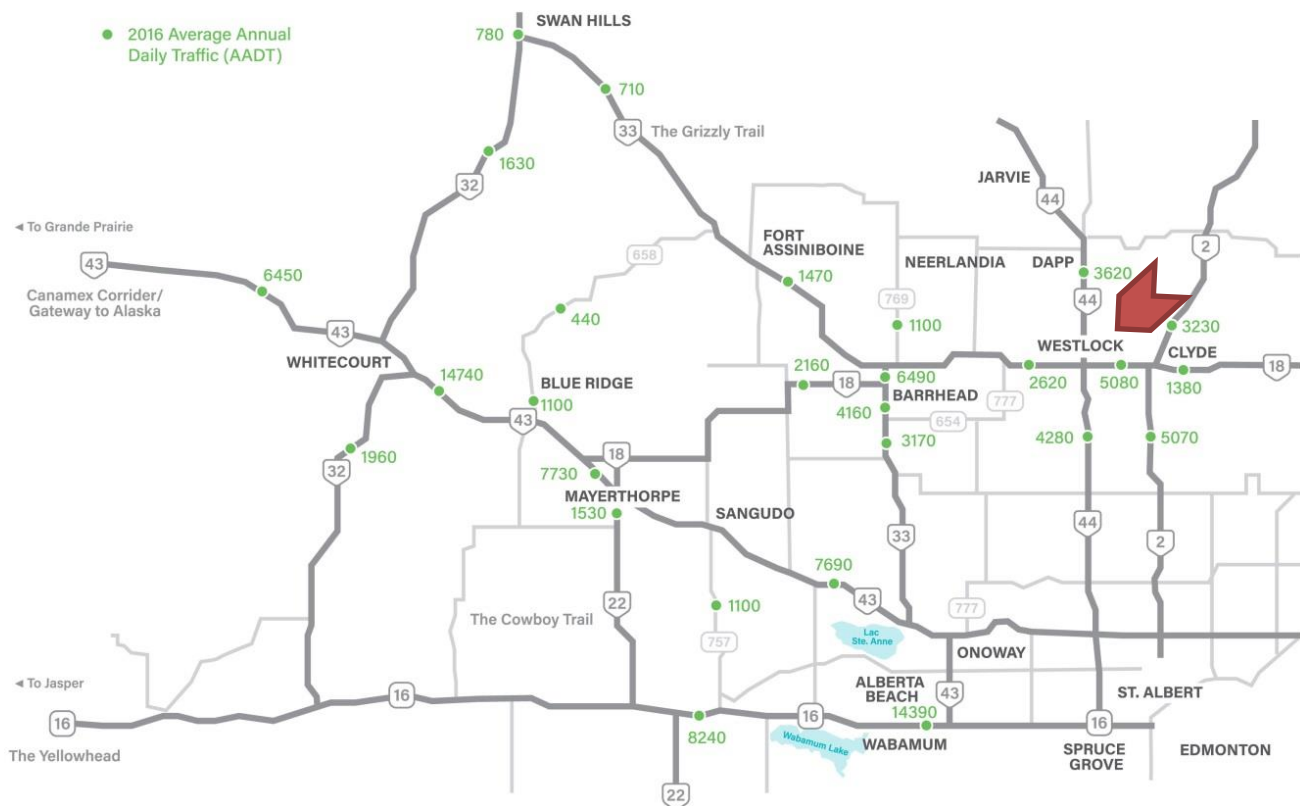 SWAN HILLS
2016 Average Annual
Daily Traffic (AADT)
780
710
33
The Grizzly Trail
1630
32
JARVIE
44
◄ To Grande Prairie
43
6450
Canamex Corrider/
Gateway to Alaska
43
658
FORT
ASSINIBOINE
1470
NEERLANDIA
DAPP
3620
2
44
769
1100
440
3230
WHITECOURT
WESTLOCK
CLYDE
14740
BLUE RIDGE
2160
18
6490
2620
5080
1380
18
1100
BARRHEAD
4160
777
43
654
3170
4280
5070
1960
32
18
7730
MAYERTHORPE
1530
SANGUDO
33
44
2
7690
43
22
The Cowboy Trail
1100
777
757
Lac
Ste. Anne
ONOWAY
◄ To Jasper
16
ALBERTA
BEACH
43
ST. ALBERT
14390
16
The Yellowhead
8240
16
Wabamum Lake
WABAMUM
16
SPRUCE
GROVE
EDMONTON
22